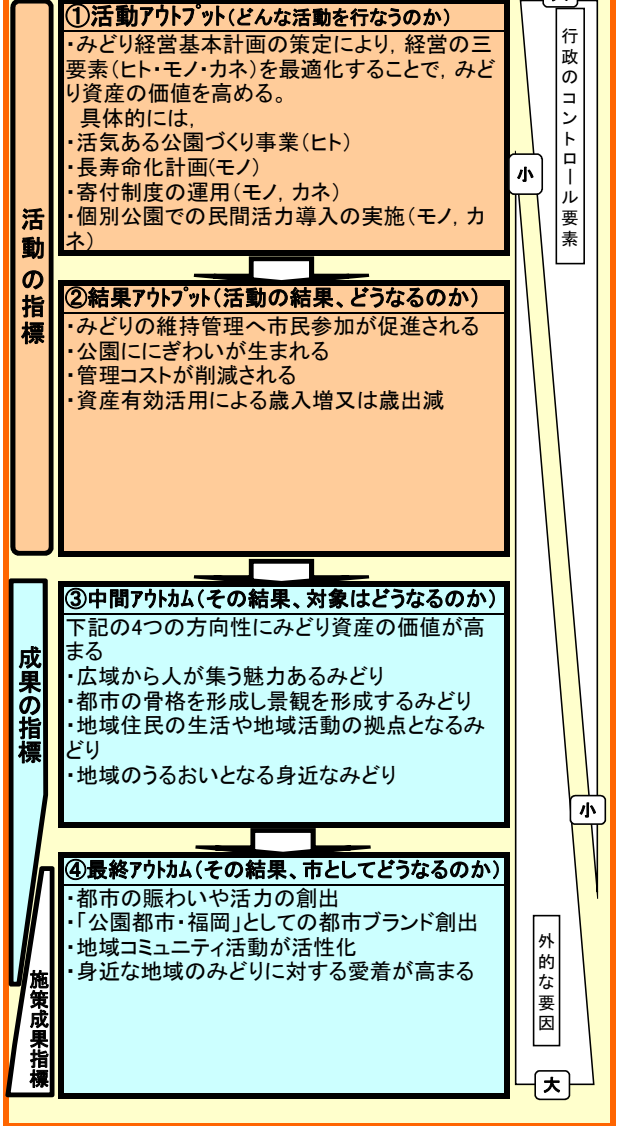 ①活動アウトプット(どんな活動を行なうのか)
・みどり経営基本計画の策定により，経営の三
要素(ヒト・モノ・カネ)を最適化することで，みど
り資産の価値を高める。
具体的には，
・活気ある公園づくり事業(ヒト)
・長寿命化計画(モノ)
・寄付制度の運用(モノ，カネ)
・個別公園での民間活力導入の実施(モノ，カ
ネ)
活動の指標
②結果アウトプット(活動の結果、どうなるのか)
・みどりの維持管理へ市民参加が促進される
・公園ににぎわいが生まれる
・管理コストが削減される
・資産有効活用による歳入増又は歳出減
③中間アウトカム(その結果、対象はどうなるのか)
下記の4つの方向性にみどり資産の価値が高
まる
・広域から人が集う魅力あるみどり
・都市の骨格を形成し景観を形成するみどり
・地域住民の生活や地域活動の拠点となるみ
どり
・地域のうるおいとなる身近なみどり
成果の指標
④最終アウトカム(その結果、市としてどうなるのか)
・都市の賑わいや活力の創出
・「公園都市・福岡」としての都市ブランド創出
・地域コミュニティ活動が活性化
・身近な地域のみどりに対する愛着が高まる
施策成果指標
行政のコントロール要素
小
小
外的な要因
大